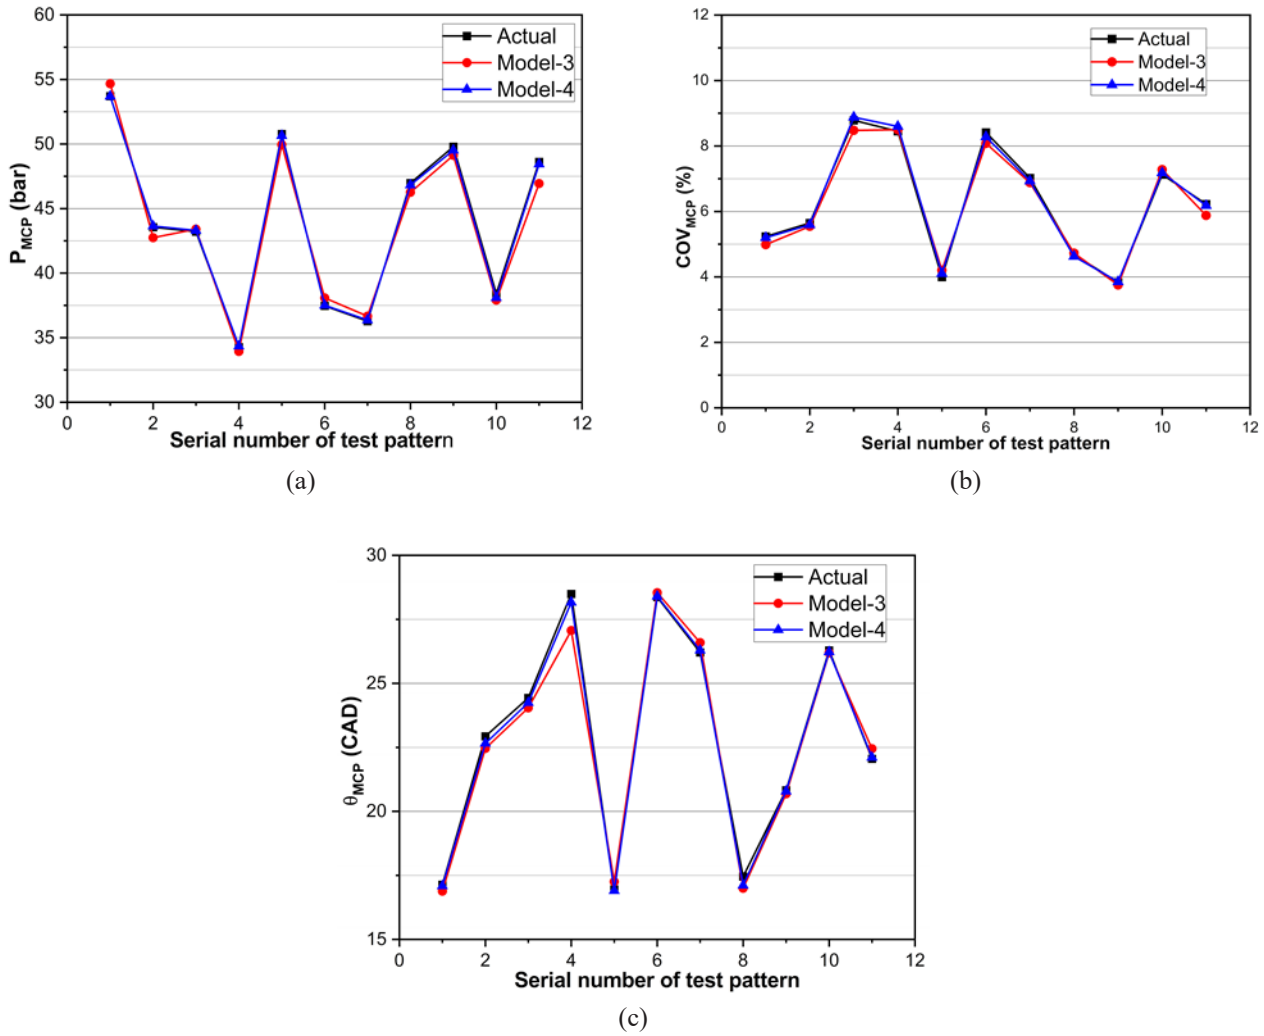 60
55
50
45
40
35
30
P_MCP (bar)
Actual
Model-3
Model-4
0 2 4 6 8 10 12
Serial number of test pattern
(a)
12
10
8
6
4
2
0
COV_MCP (%)
Actual
Model-3
Model-4
0 2 4 6 8 10 12
Serial number of test pattern
(b)
30
25
20
15
θ_MCP (CAD)
Actual
Model-3
Model-4
0 2 4 6 8 10 12
Serial number of test pattern
(c)